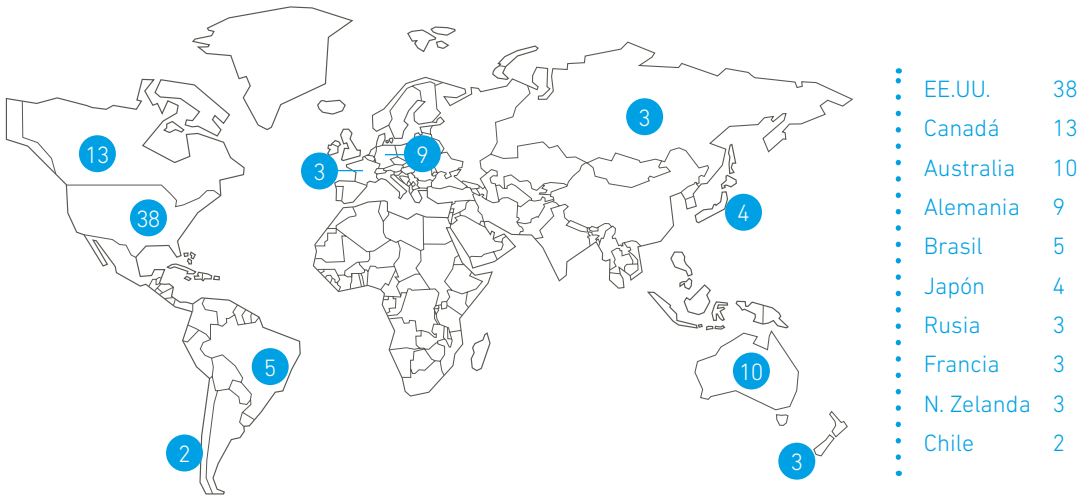 3
13
9
3
38
4
5
10
2
3
EE.UU. 38
Canadá 13
Australia 10
Alemania 9
Brasil 5
Japón 4
Rusia 3
Francia 3
N. Zelanda 3
Chile 2